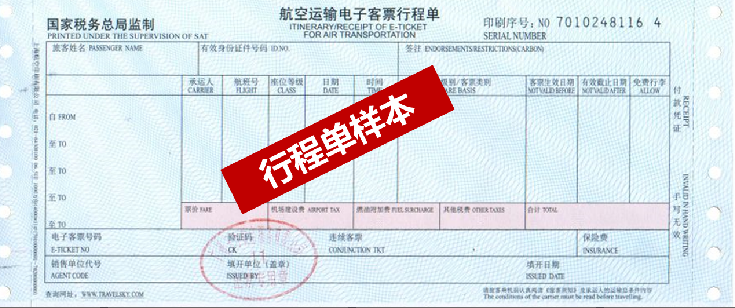 国家税务总局监制
PRINTED UNDER THE SUPERVISION OF SAT
航空运输电子客票行程单
ITINERARY/RECEIPT OF E-TICKET
FOR AIR TRANSPORTATION
印刷序号: NO 7010248116 4
SERIAL NUMBER
旅客姓名 PASSENGER NAME
有效身份证件号码 ID.NO.
签注 ENDORSEMENTS/RESTRICTIONS(CARBON)
承运人 航班号 座位等级 日期 时间 级别/客票类别 客票生效日期 有效截止日期 免费行李
CARRIER FLIGHT CLASS DATE TIME BASIS NOT VALID BEFORE NOT VALID AFTER ALLOW
自 FROM
至 TO
至 TO
至 TO
至 TO
行程单样本
票价 FARE 机场建设费 AIRPORT TAX 燃油附加费 FUEL SURCHARGE 其他税费 OTHER TAXES 合计 TOTAL
电子客票号码 验证码 连续客票 保险费
E-TICKET NO CK CONJUNCTION TKT INSURANCE
销售单位代号 填开单位(盖章) 填开日期
AGENT CODE ISSUED BY ISSUED DATE
查询网址: WWW.TRAVELSKY.COM
The conditions of the carrier must be read before travelling.
付款凭证 RECEIPT
手写无效 INVALID IN HAND WRITING